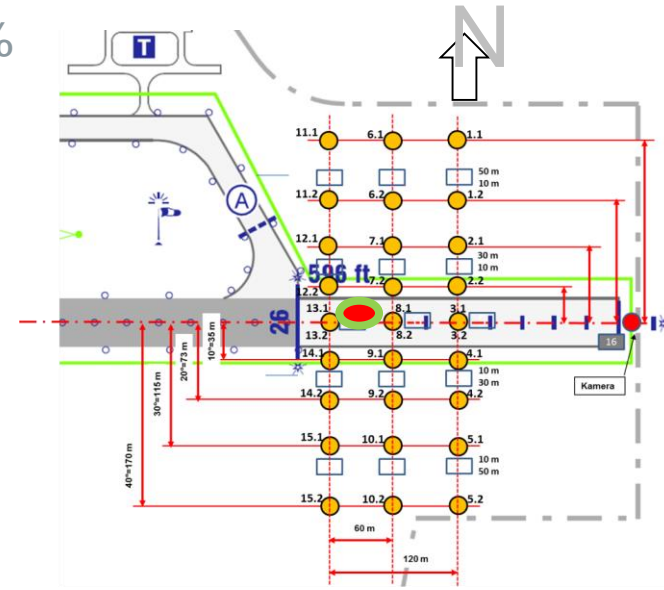 %
N
T
11.1 6.1 1.1
50 m
10 m
11.2 6.2 1.2
A
12.1 7.1 2.1
30 m
10 m
596 ft
12.2 7.2 2.2
26
13.1 8.1 3.1
13.2 8.2 3.2
16
Kamera
10°=35 m
20°=73 m
30°=115 m
40°=170 m
14.1 9.1 4.1
10 m
30 m
14.2 9.2 4.2
15.1 10.1 5.1
10 m
50 m
15.2 10.2 5.2
60 m
120 m